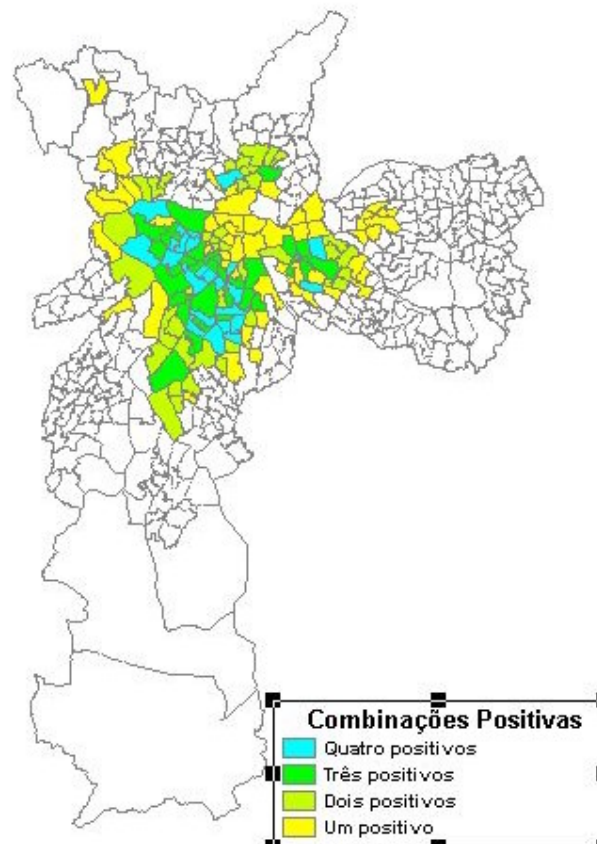 Combinações Positivas
Quatro positivos
Três positivos
Dois positivos
Um positivo